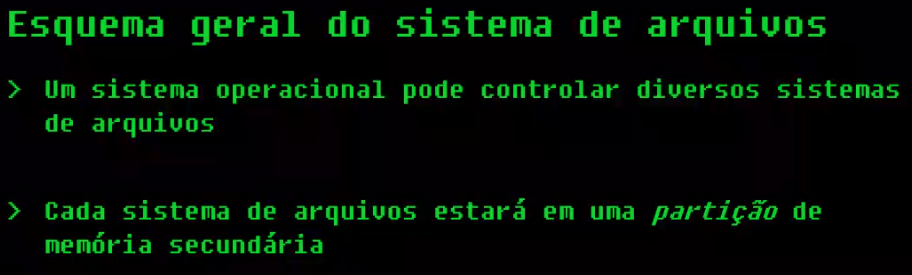 Esquema geral do sistema de arquivos
> Um sistema operacional pode controlar diversos sistemas
de arquivos
> Cada sistema de arquivos estará em uma partição de
memória secundária